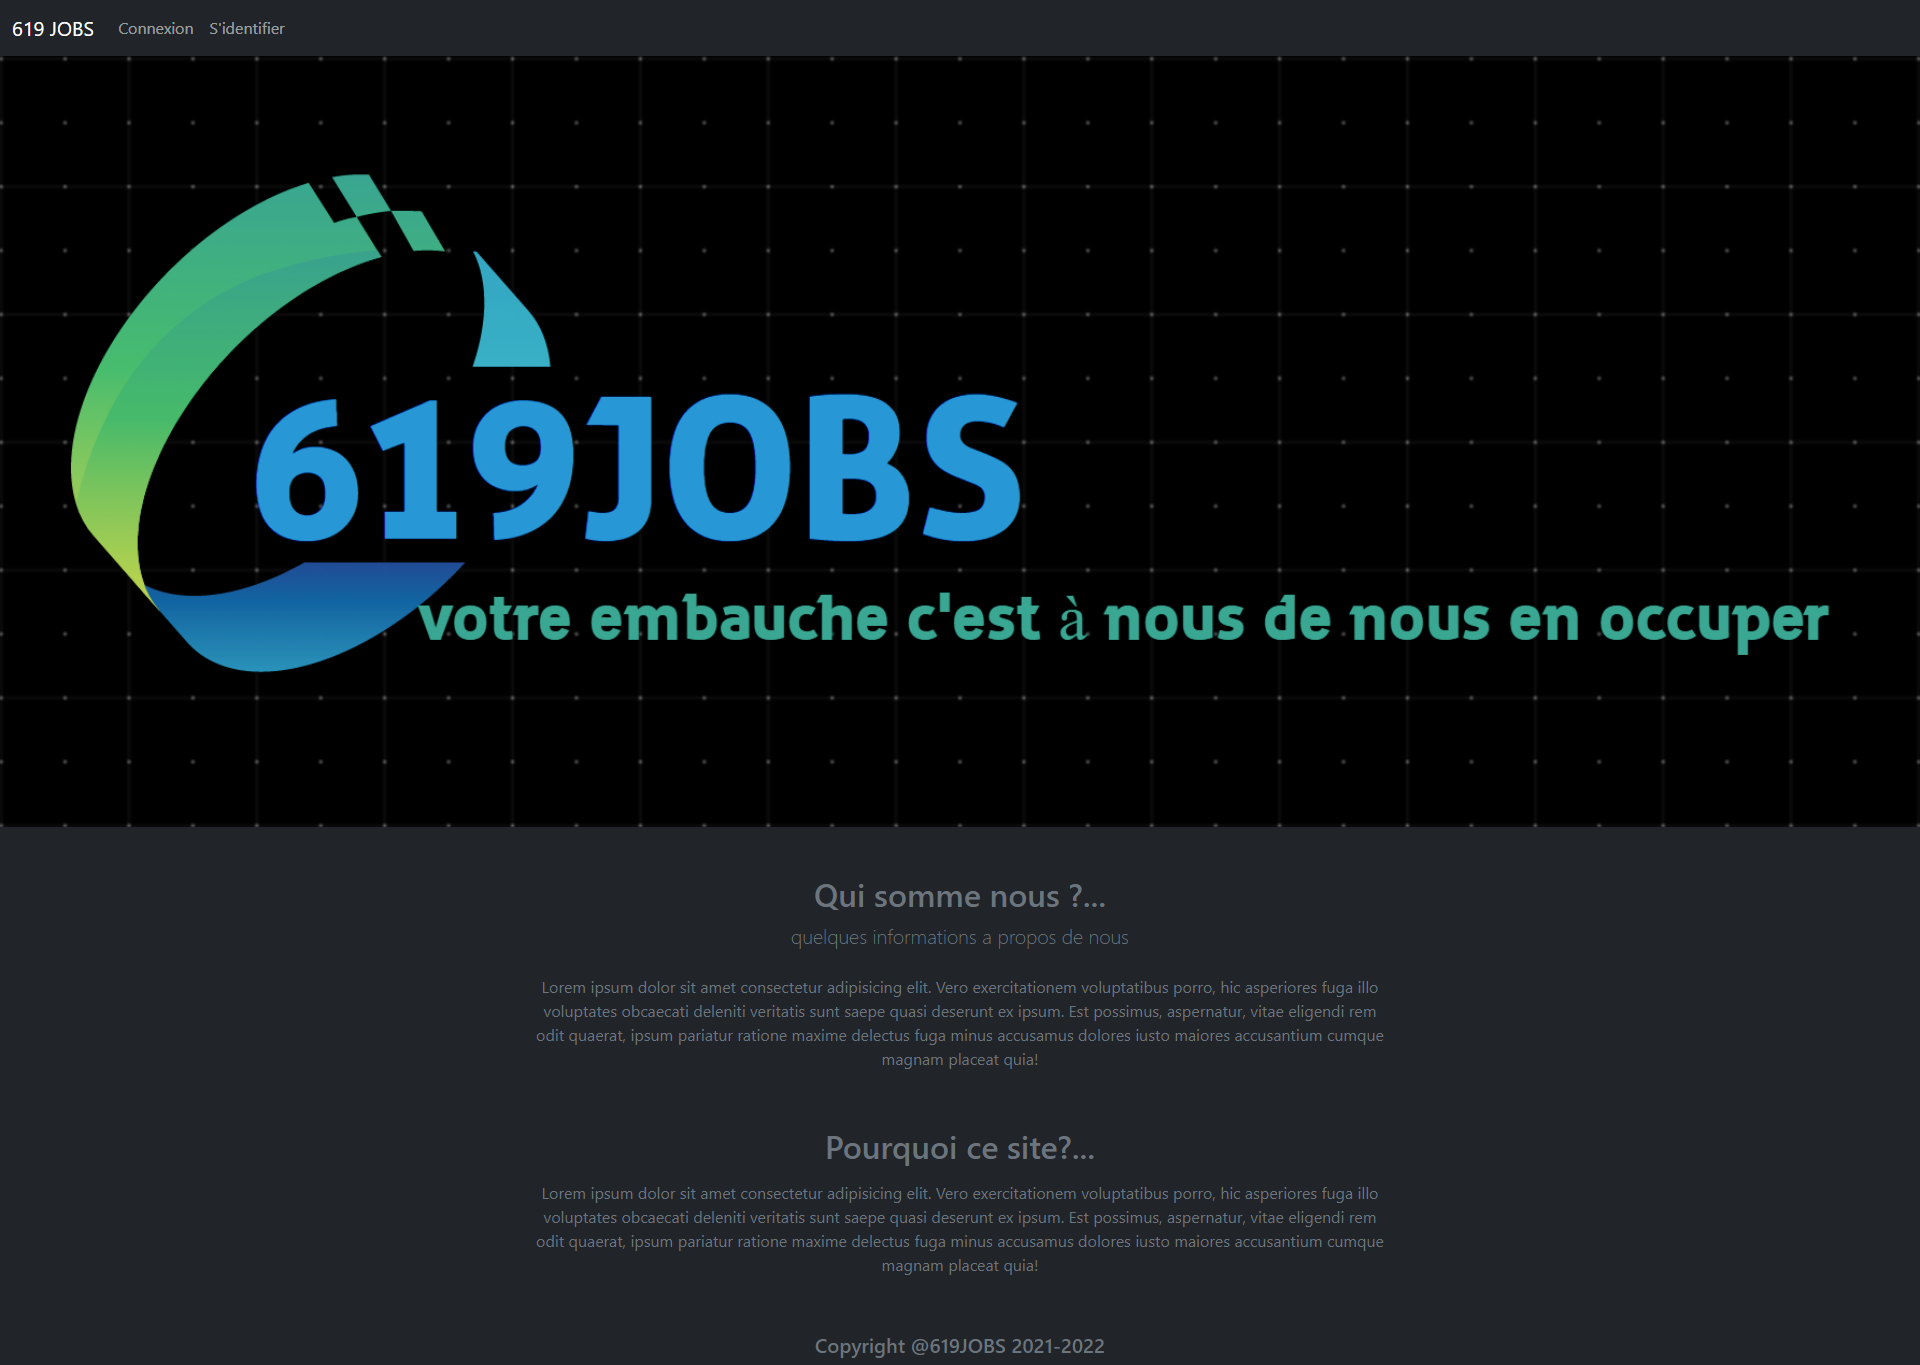 619 JOBS Connexion S'identifier
619JOBS
votre embauche c'est à nous de nous en occuper
Qui somme nous ?...
quelques informations a propos de nous
Lorem ipsum dolor sit amet consectetur adipisicing elit. Vero exercitationem voluptatibus porro, hic asperiores fuga illo
voluptates obcaecati deleniti veritatis sunt saepe quasi deserunt ex ipsum. Est possimus, aspernatur, vitae eligendi rem
odit quaerat, ipsum pariatur ratione maxime delectus fuga minus accusamus dolores iusto maiores accusantium cumque
magnam placeat quia!
Pourquoi ce site?...
Lorem ipsum dolor sit amet consectetur adipisicing elit. Vero exercitationem voluptatibus porro, hic asperiores fuga illo
voluptates obcaecati deleniti veritatis sunt saepe quasi deserunt ex ipsum. Est possimus, aspernatur, vitae eligendi rem
odit quaerat, ipsum pariatur ratione maxime delectus fuga minus accusamus dolores iusto maiores accusantium cumque
magnam placeat quia!
Copyright @619JOBS 2021-2022